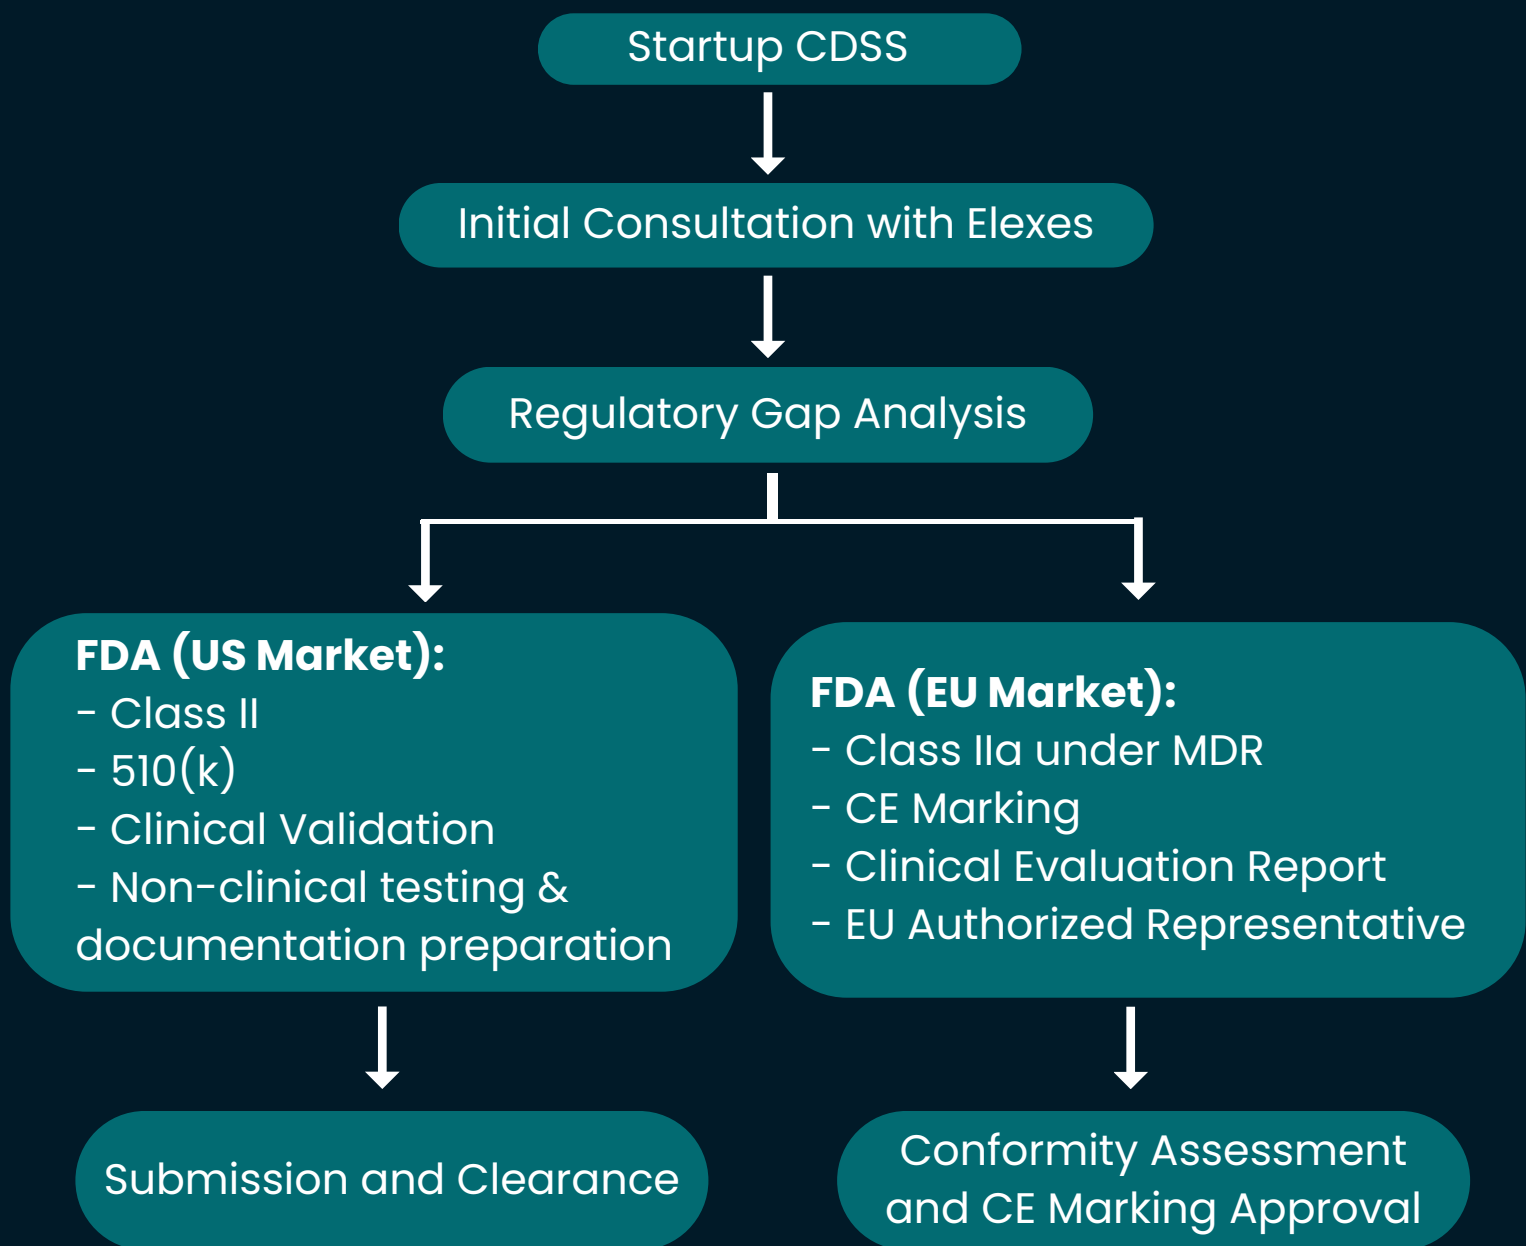 Startup CDSS
Initial Consultation with Elexes
Regulatory Gap Analysis
FDA (US Market):
- Class II
- 510(k)
- Clinical Validation
- Non-clinical testing &
documentation preparation
FDA (EU Market):
- Class IIa under MDR
- CE Marking
- Clinical Evaluation Report
- EU Authorized Representative
Submission and Clearance
Conformity Assessment
and CE Marking Approval